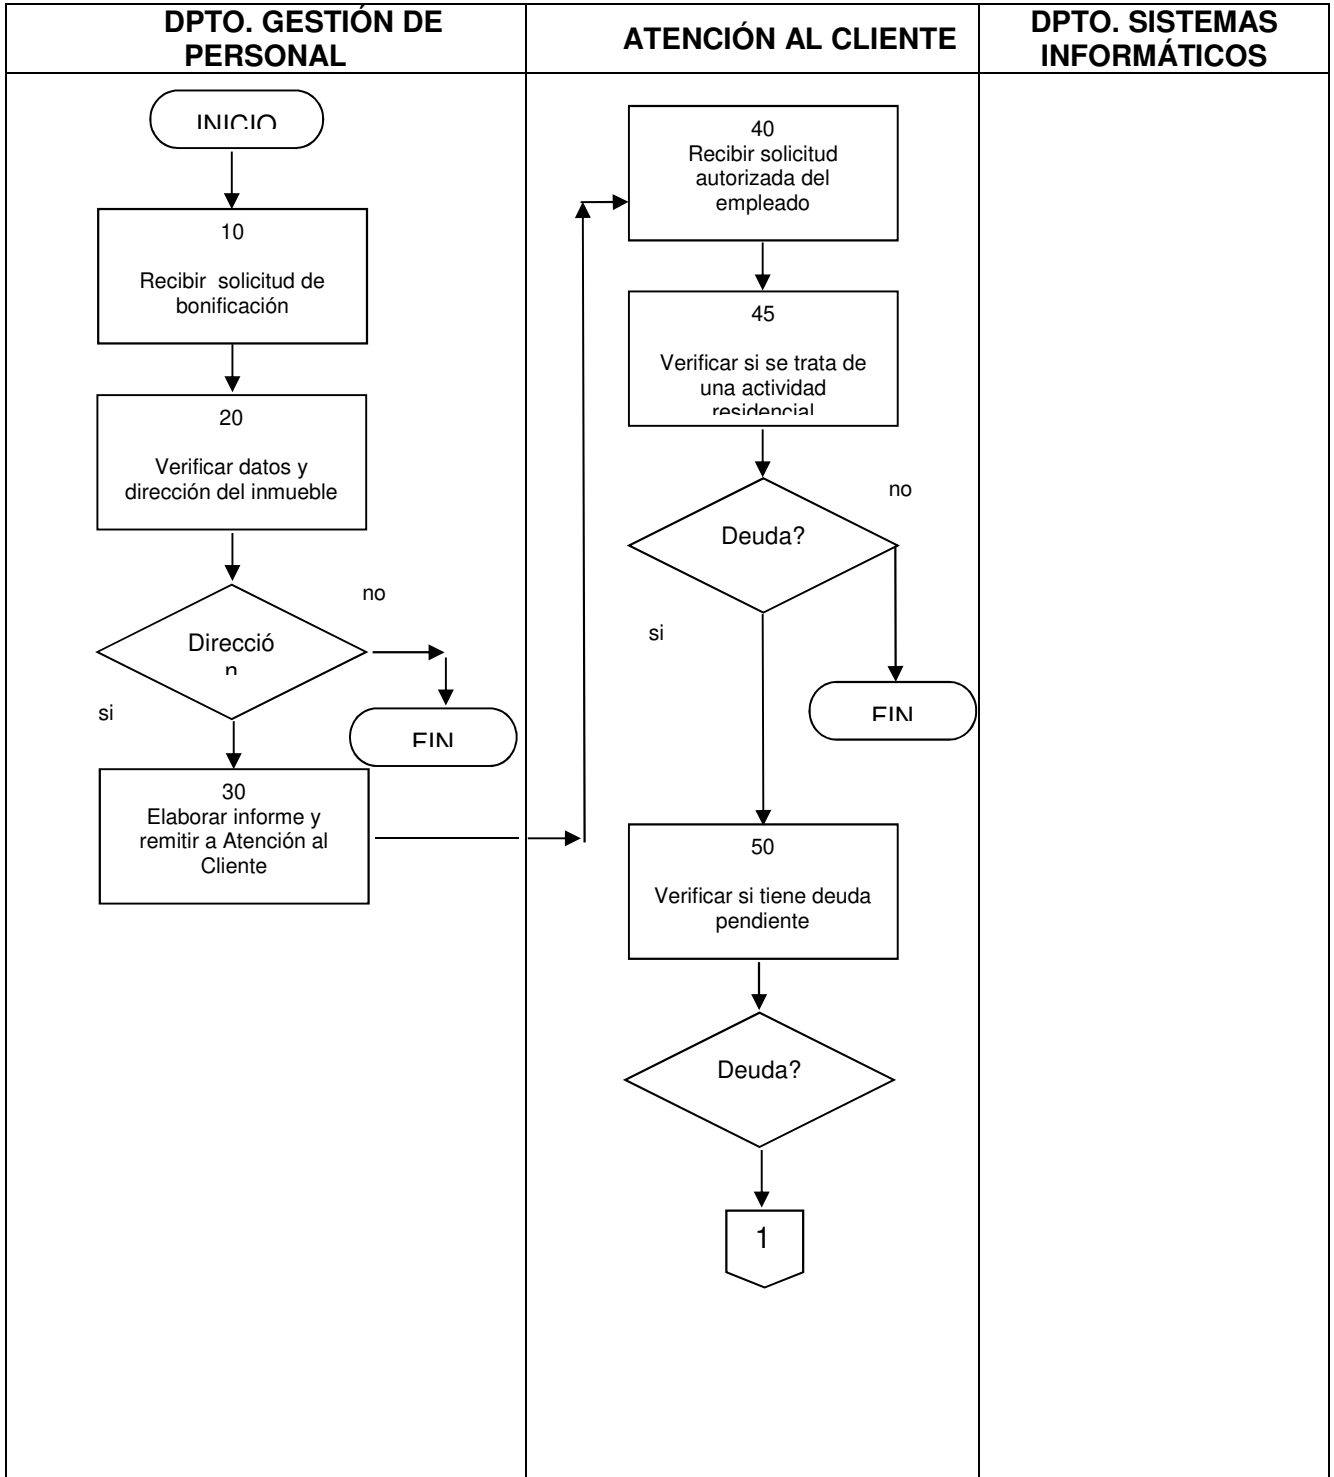 DPTO. GESTIÓN DE
PERSONAL
ATENCIÓN AL CLIENTE
DPTO. SISTEMAS
INFORMÁTICOS
INICIO
10
Recibir solicitud de
bonificación
20
Verificar datos y
dirección del inmueble
no
Direcció
n
si
FIN
30
Elaborar informe y
remitir a Atención al
Cliente
40
Recibir solicitud
autorizada del
empleado
45
Verificar si se trata de
una actividad
residencial
no
Deuda?
si
FIN
50
Verificar si tiene deuda
pendiente
Deuda?
1